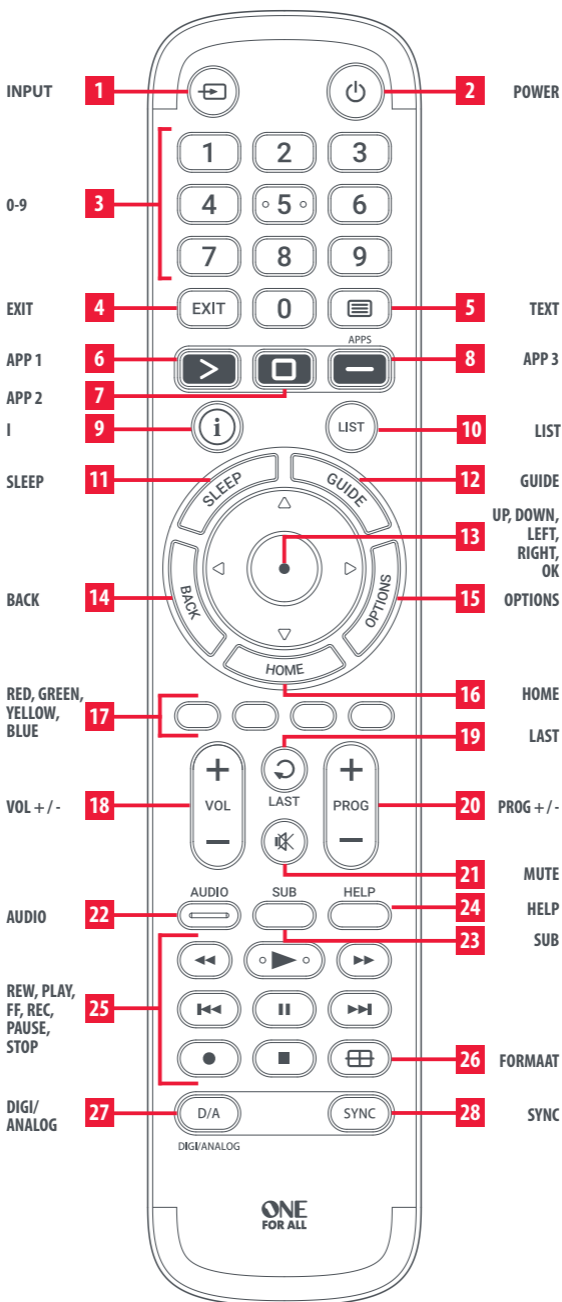 INPUT 1 2 POWER
1 2 3
0-9 3 4 5 6
7 8 9
EXIT 4 EXIT 0 5 TEXT
APPS
APP 1 6 8 APP 3
APP 2 7
I 9 i LIST 10 LIST
SLEEP 11 SLEEP GUIDE 12 GUIDE
13 UP, DOWN,
LEFT,
RIGHT,
OK
BACK 14 BACK OPTIONS 15 OPTIONS
HOME 16 HOME
RED, GREEN,
YELLOW,
BLUE
17
19 LAST
VOL + / - 18 + VOL – LAST + PROG – 20 PROG + / -
21 MUTE
AUDIO SUB HELP
AUDIO 22 24 HELP
23 SUB
REW, PLAY,
FF, REC,
PAUSE,
STOP
25
26 FORMAAT
DIGI/
ANALOG
27 D/A SYNC 28 SYNC
DIGI/ANALOG
ONE
FOR ALL